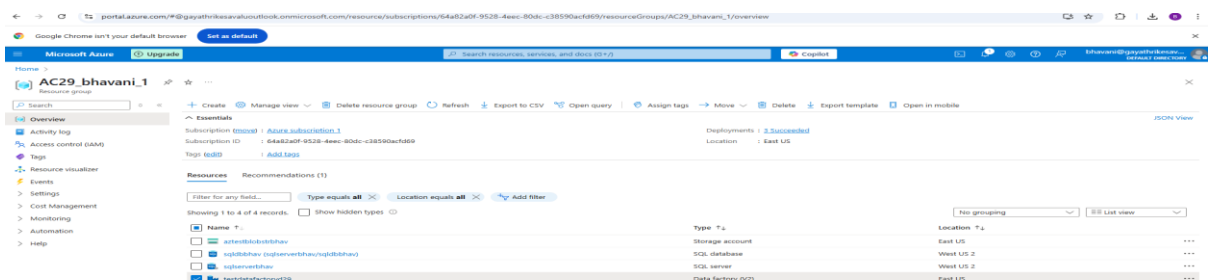 portal.azure.com/#@gayathrikesavaluoutlook.onmicrosoft.com/resource/subscriptions/64a82a0f-9528-4eec-80dc-c38590acfd69/resourceGroups/AC29_bhavani_1/overview
Google Chrome isn't your default browser Set as default
Microsoft Azure Upgrade Search resources, services, and docs (G+/) Copilot bhavani@gayathrikesav...
DEFAULT DIRECTORY
Home >
AC29_bhavani_1
Resource group
Search + Create Manage view Delete resource group Refresh Export to CSV Open query Assign tags Move Delete Export template Open in mobile
Overview Essentials JSON View
Activity log Subscription (move) : Azure subscription 1 Deployments : 5 Succeeded
Access control (IAM) Subscription ID : 64a82a0f-9528-4eec-80dc-c38590acfd69 Location : East US
Tags Tags (edit) : Add tags
Resource visualizer
Events Resources Recommendations (1)
Settings Filter for any field... Type equals all Location equals all Add filter
Cost Management
Monitoring Showing 1 to 4 of 4 records. Show hidden types No grouping List view
Automation Name Type Location
Help aztestblobstrbhav Storage account East US
sqldbbhav (sqlserverbhav/sqldbbhav) SQL database West US 2
sqlserverbhav SQL server West US 2
Data factory (V2) East US